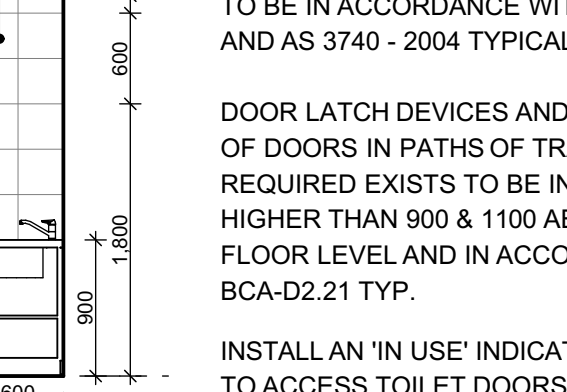 TO BE IN ACCORDANCE WIT
AND AS 3740 - 2004 TYPICAL
DOOR LATCH DEVICES AND
OF DOORS IN PATHS OF TRA
REQUIRED EXISTS TO BE IN
HIGHER THAN 900 & 1100 AB
FLOOR LEVEL AND IN ACCO
BCA-D2.21 TYP.
INSTALL AN 'IN USE' INDICAT
TO ACCESS TOILET DOORS
600
1,800
900
600